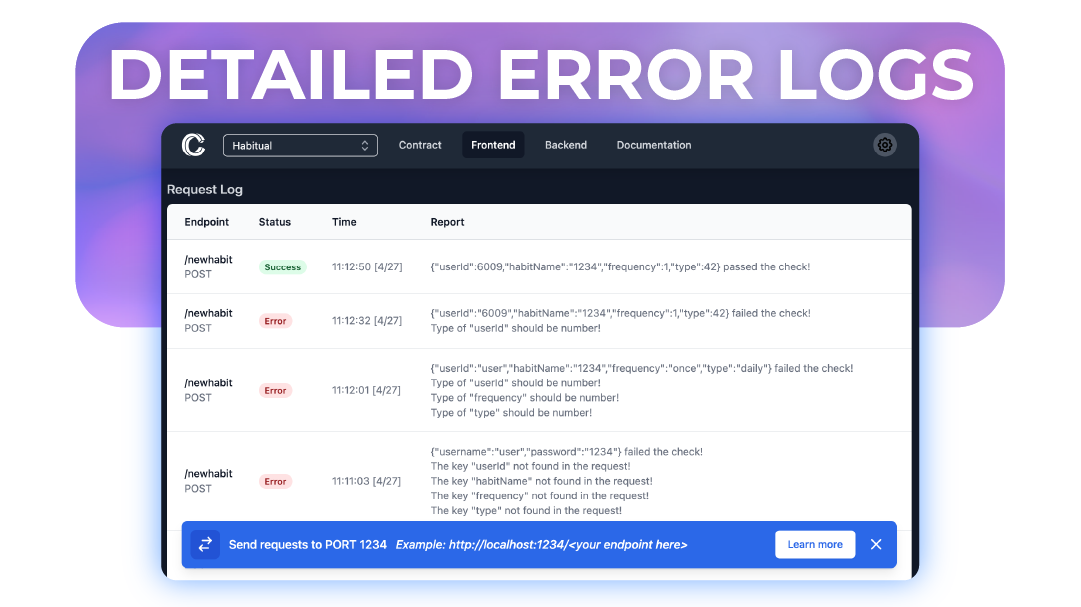 DETAILED ERROR LOGS
Habitual
Contract
Frontend
Backend
Documentation
Request Log
Endpoint Status Time Report
/newhabit
POST
Success
11:12:50 [4/27]
{"userId":6009,"habitName":"1234","frequency":1,"type":42} passed the check!
/newhabit
POST
Error
11:12:32 [4/27]
{"userId":"6009","habitName":"1234","frequency":1,"type":42} failed the check!
Type of "userId" should be number!
/newhabit
POST
Error
11:12:01 [4/27]
{"userId":"user","habitName":"1234","frequency":"once","type":"daily"} failed the check!
Type of "userId" should be number!
Type of "frequency" should be number!
Type of "type" should be number!
/newhabit
POST
Error
11:11:03 [4/27]
{"username":"user","password":"1234"} failed the check!
The key "userId" not found in the request!
The key "habitName" not found in the request!
The key "frequency" not found in the request!
The key "type" not found in the request!
Send requests to PORT 1234 Example: http://localhost:1234/<your endpoint here>
Learn more